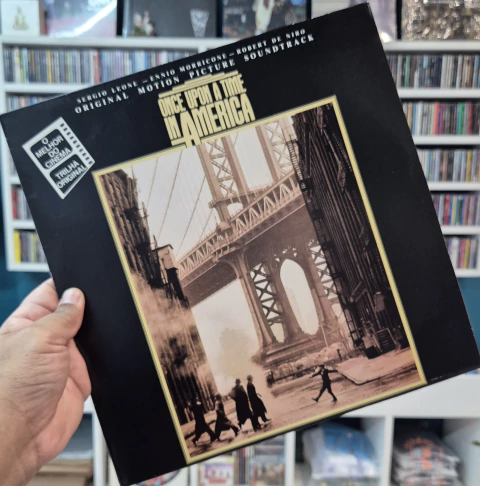 SERGIO LEONE – ENNIO MORRICONE – ROBERT DE NIRO
ORIGINAL MOTION PICTURE SOUNDTRACK
ONCE UPON A TIME
IN AMERICA
O
MELHOR
DO
CINEMA
TRILHA
ORIGINAL